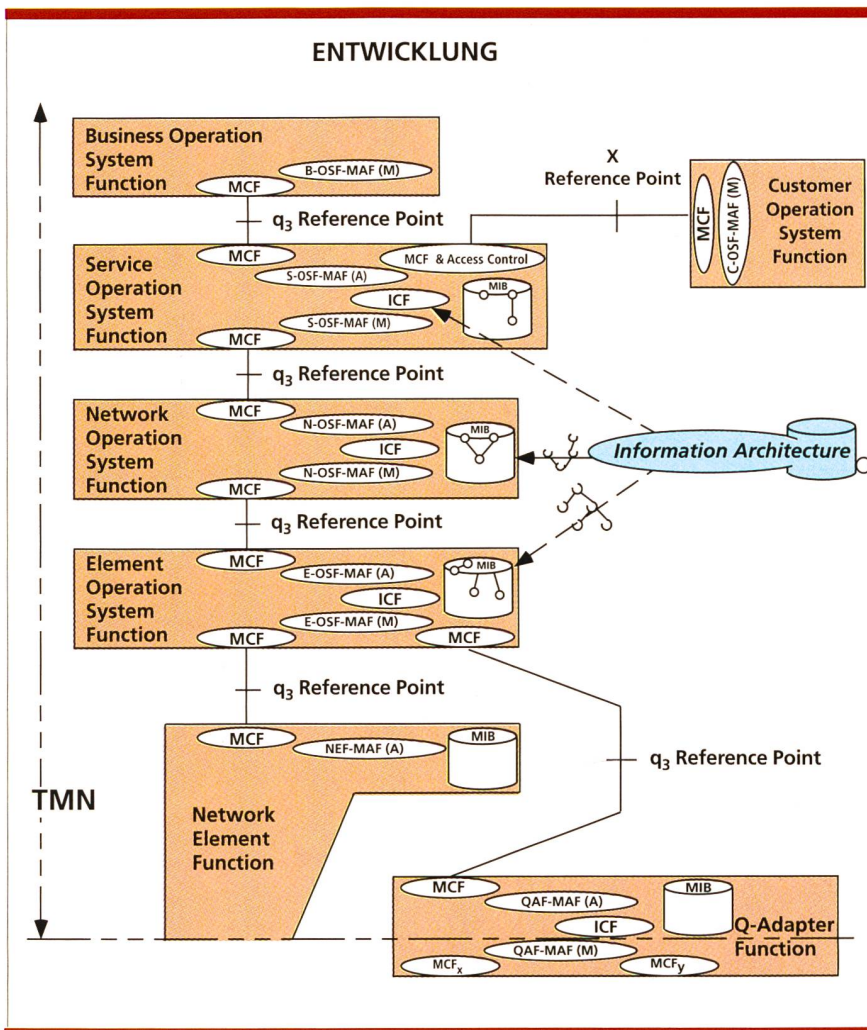 ENTWICKLUNG
Business Operation
System
Function
B-OSF-MAF (M)
MCF
q3 Reference Point
X
Reference Point
MCF
C-OSF-MAF (M)
Customer
Operation
System
Function
MCF
MCF & Access Control
Service
Operation
System
Function
S-OSF-MAF (A)
ICF
MIB
S-OSF-MAF (M)
MCF
q3 Reference Point
MCF
Network
Operation
System
Function
N-OSF-MAF (A)
ICF
MIB
N-OSF-MAF (M)
MCF
Information Architecture
q3 Reference Point
MCF
Element
Operation
System
Function
E-OSF-MAF (A)
ICF
MIB
E-OSF-MAF (M)
MCF
MCF
q3 Reference Point
MCF
NEF-MAF (A)
MIB
q3 Reference Point
TMN
Network
Element
Function
MCF
QAF-MAF (A)
MIB
ICF
Q-Adapter
Function
QAF-MAF (M)
MCFx
MCFy